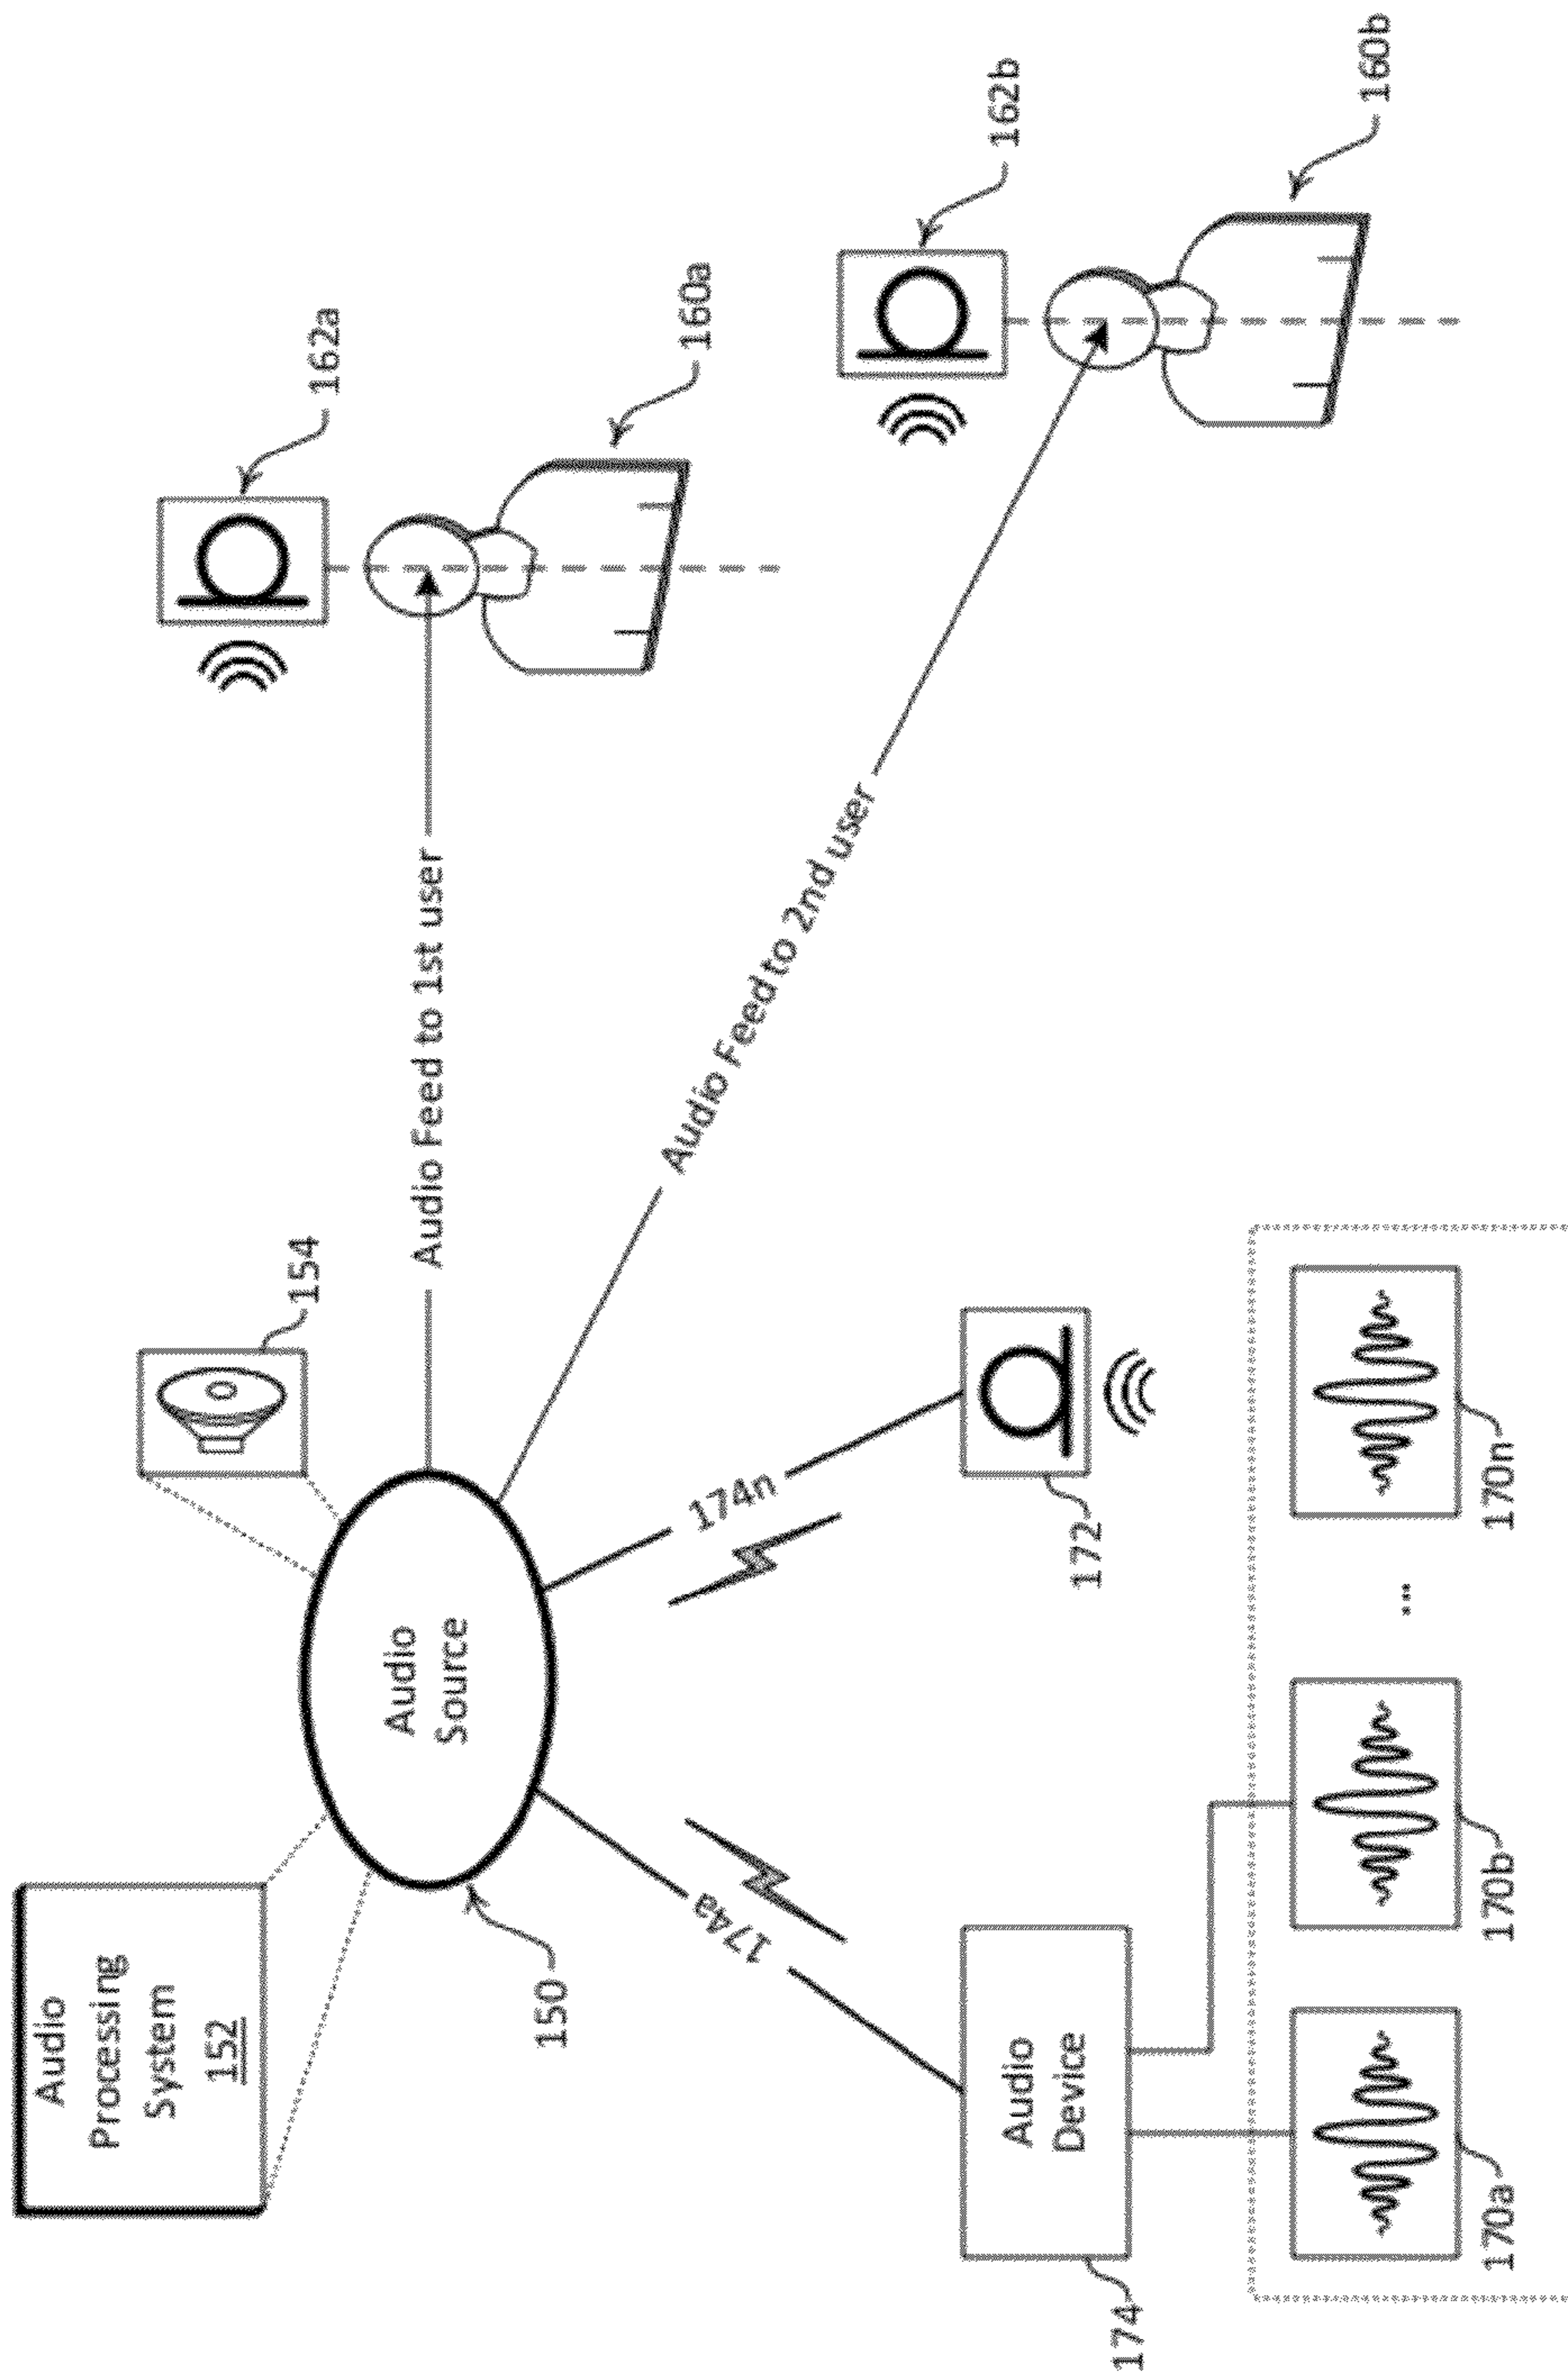 Audio
Processing
System
152
154
162a
160a
Audio
Source
150
Audio Feed to 1st user
162b
160b
Audio Feed to 2nd user
174a
174n
Audio
Device
174
172
170a
170b
...
170n